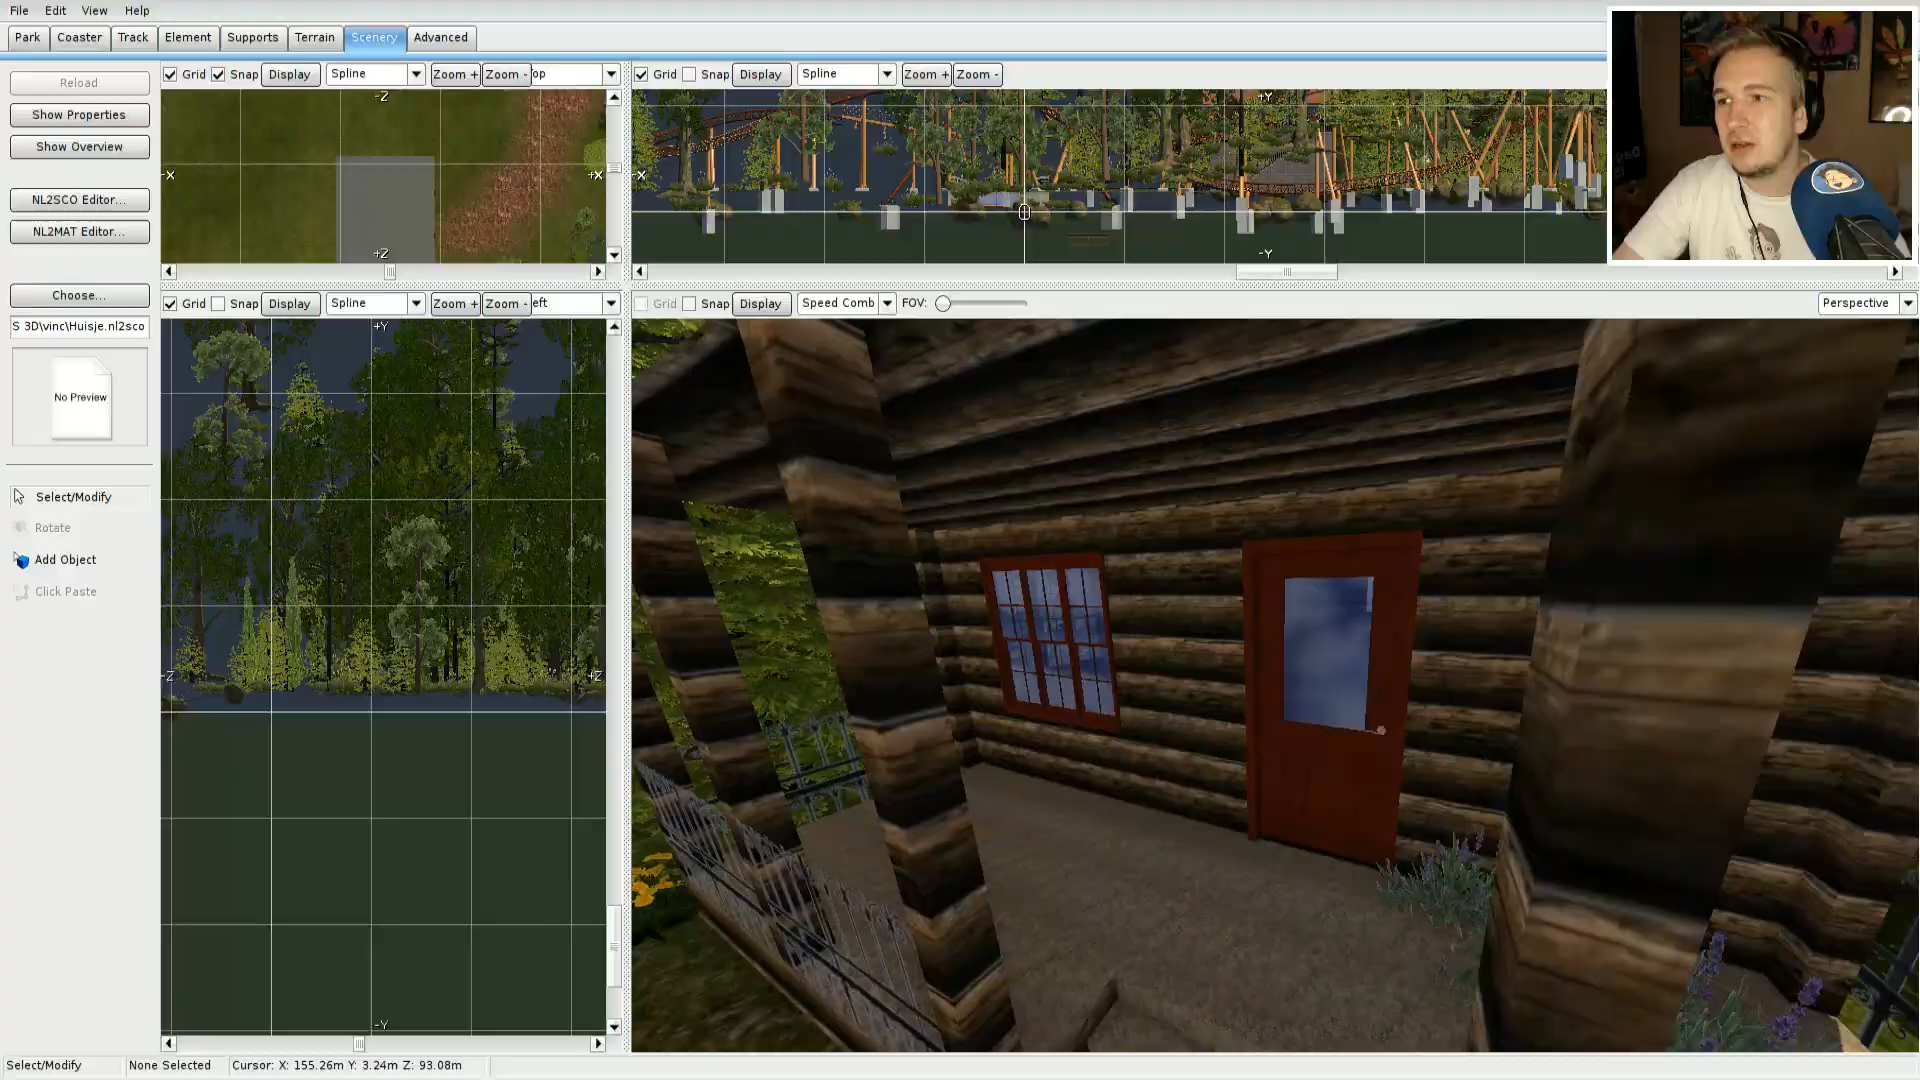 File Edit View Help
Park Coaster Track Element Supports Terrain Scenery Advanced
Reload
Show Properties
Show Overview
NL2SCO Editor...
NL2MAT Editor...
Choose...
S 3D\vinc\Huisje.nl2sco
No Preview
Select/Modify
Rotate
Add Object
Click Paste
Grid Snap Display Spline Zoom + Zoom - op
-Z
-X +X
+Z
Grid Snap Display Spline Zoom + Zoom -
+Y
-X
-Y
Grid Snap Display Spline Zoom + Zoom - eft
+Y
-Z +Z
-Y
Grid Snap Display Speed Comb FOV: Perspective
Select/Modify None Selected Cursor: X: 155.26m Y: 3.24m Z: 93.08m